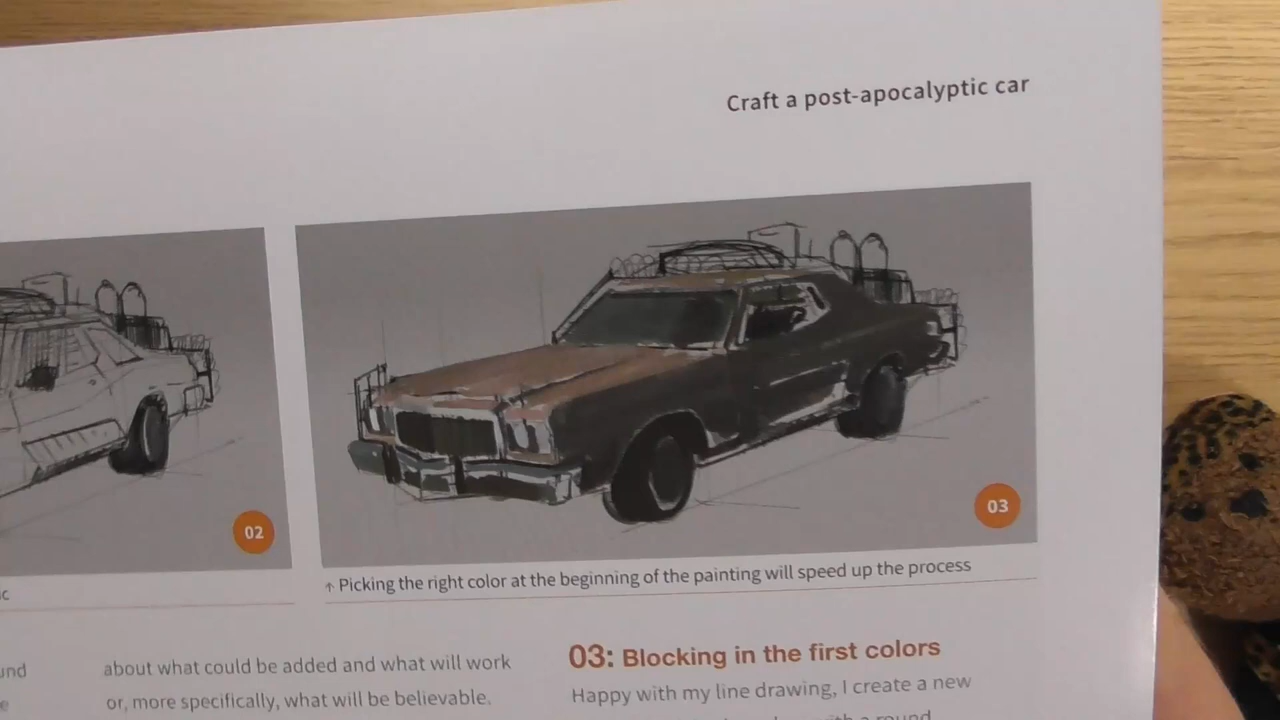 Craft a post-apocalyptic car
02
03
↑ Picking the right color at the beginning of the painting will speed up the process
about what could be added and what will work
or, more specifically, what will be believable.
03: Blocking in the first colors
Happy with my line drawing, I create a new